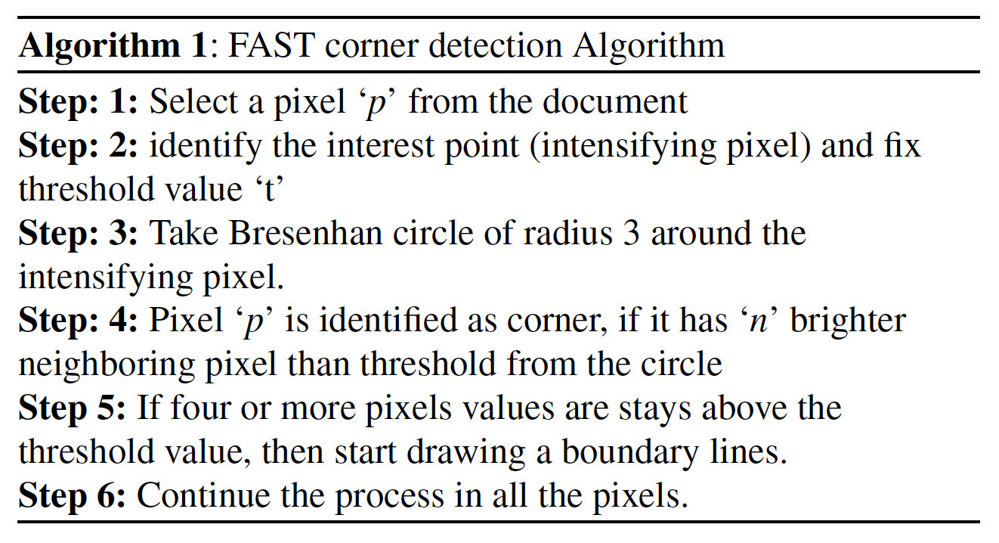 Algorithm 1: FAST corner detection Algorithm
Step: 1: Select a pixel ‘p’ from the document
Step: 2: identify the interest point (intensifying pixel) and fix
threshold value ‘t’
Step: 3: Take Bresenhan circle of radius 3 around the
intensifying pixel.
Step: 4: Pixel ‘p’ is identified as corner, if it has ‘n’ brighter
neighboring pixel than threshold from the circle
Step 5: If four or more pixels values are stays above the
threshold value, then start drawing a boundary lines.
Step 6: Continue the process in all the pixels.